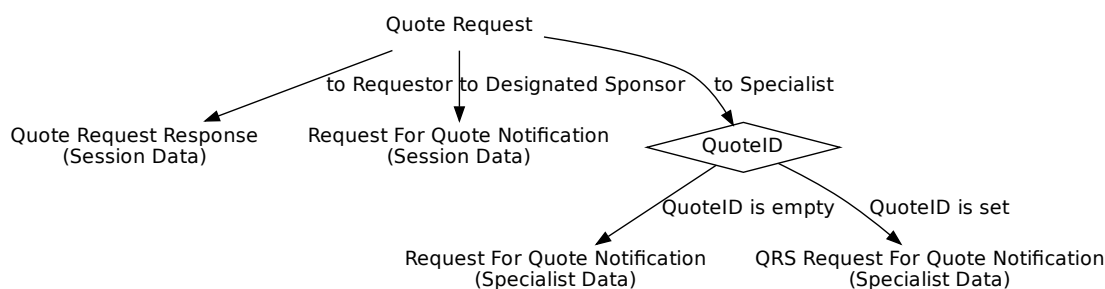 Quote Request
to Requestor
to Designated Sponsor
to Specialist
Quote Request Response
(Session Data)
Request For Quote Notification
(Session Data)
QuoteID
QuoteID is empty
QuoteID is set
Request For Quote Notification
(Specialist Data)
QRS Request For Quote Notification
(Specialist Data)